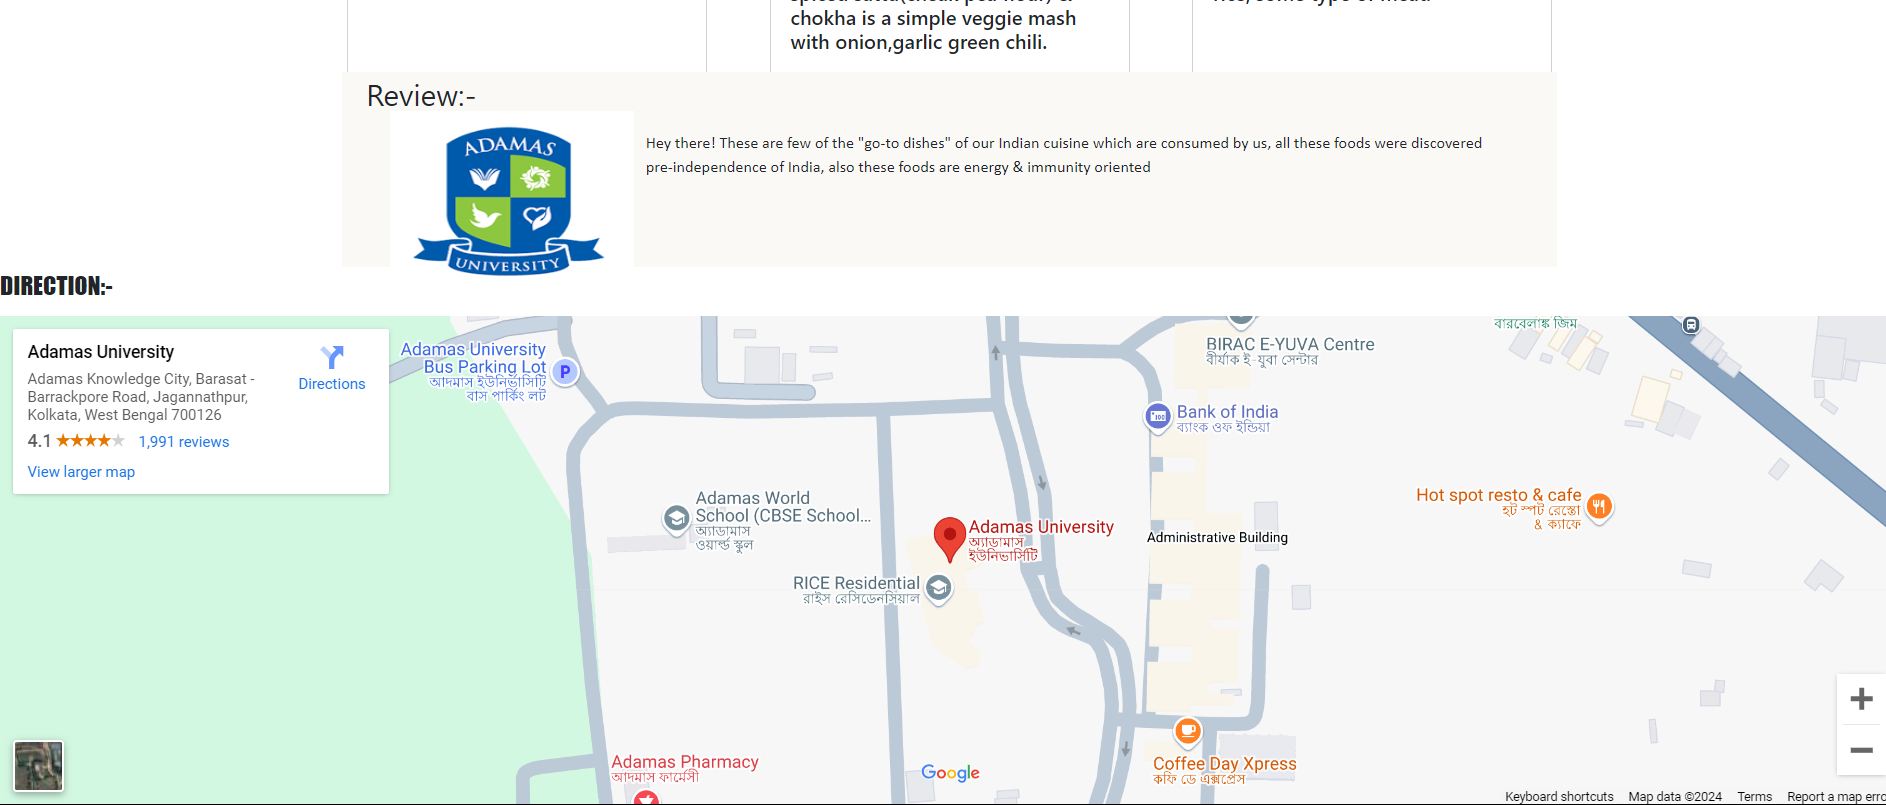 chokha is a simple veggie mash
with onion,garlic green chili.
Review:-
ADAMAS
UNIVERSITY
Hey there! These are few of the "go-to dishes" of our Indian cuisine which are consumed by us, all these foods were discovered
pre-independence of India, also these foods are energy & immunity oriented
DIRECTION:-
Adamas University
Adamas Knowledge City, Barasat -
Barrackpore Road, Jagannathpur,
Kolkata, West Bengal 700126
4.1
1,991 reviews
View larger map
Directions
Adamas University
Bus Parking Lot
আদমাস ইউনিভার্সিটি
বাস পার্কিং লট
P
BIRAC E-YUVA Centre
বীর্যাক ই-যুবা সেন্টার
বারবেলাঙ্ক জিম
Bank of India
ব্যাংক ওফ ইন্ডিয়া
Adamas World
School (CBSE School...
অ্যাডামাস
ওয়ার্ল্ড স্কুল
Adamas University
অ্যাডামাস
ইউনিভার্সিটি
Administrative Building
Hot spot resto & cafe
হট স্পট রেস্তো
& ক্যাফে
RICE Residential
রাইস রেসিডেনসিয়াল
Adamas Pharmacy
আদমাস ফার্মেসী
Google
Coffee Day Xpress
কফি ডে এক্সপ্রেস
Keyboard shortcuts
Map data ©2024
Terms
Report a map